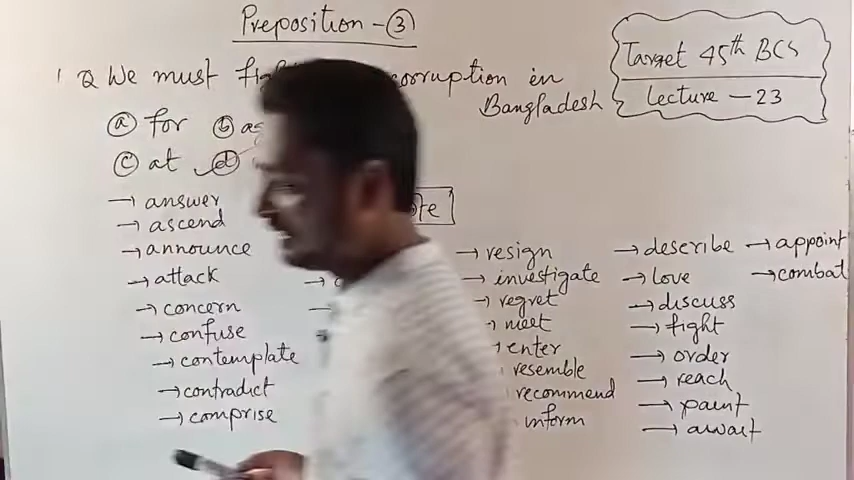 Preposition - ③
Target 45th BCS
Lecture - 23
1 Q We must corruption in
Bangladesh
ⓐ for ⓑ
ⓒ at ⓓ
→ answer
→ ascend
→ announce
→ attack
→ concern
→ confuse
→ contemplate
→ contradict
→ comprise
→ resign
→ investigate
→ regret
→ meet
→ enter
resemble
recommend
inform
→ describe
→ love
→ discuss
→ fight
→ order
→ reach
→ paint
→ await
→ appoint
→ combat